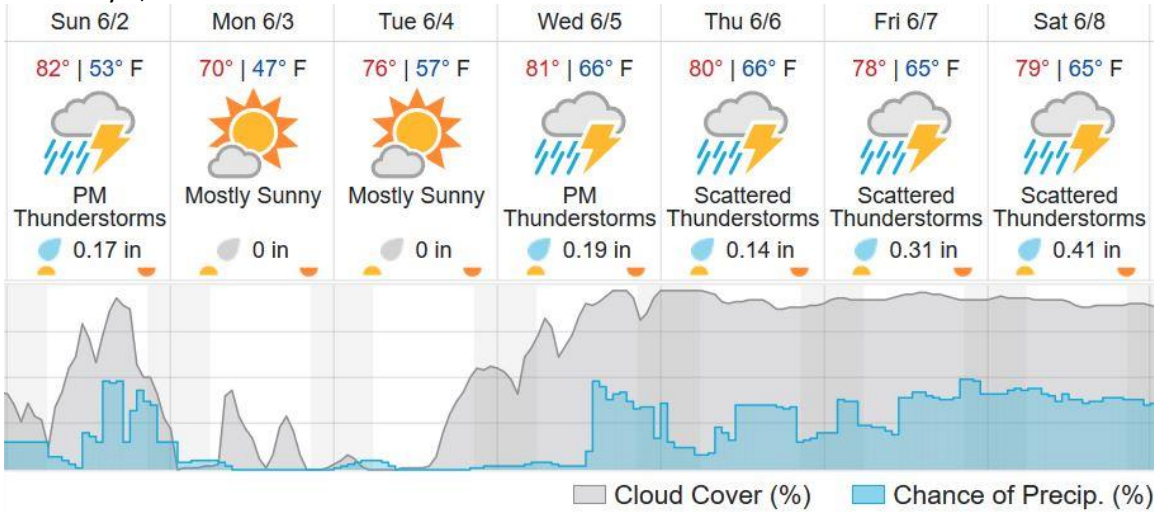 Sun 6/2 Mon 6/3 Tue 6/4 Wed 6/5 Thu 6/6 Fri 6/7 Sat 6/8
82° | 53° F 70° | 47° F 76° | 57° F 81° | 66° F 80° | 66° F 78° | 65° F 79° | 65° F
PM Mostly Sunny Mostly Sunny PM Scattered Scattered Scattered
Thunderstorms Thunderstorms Thunderstorms Thunderstorms Thunderstorms
0.17 in 0 in 0 in 0.19 in 0.14 in 0.31 in 0.41 in
Cloud Cover (%) Chance of Precip. (%)